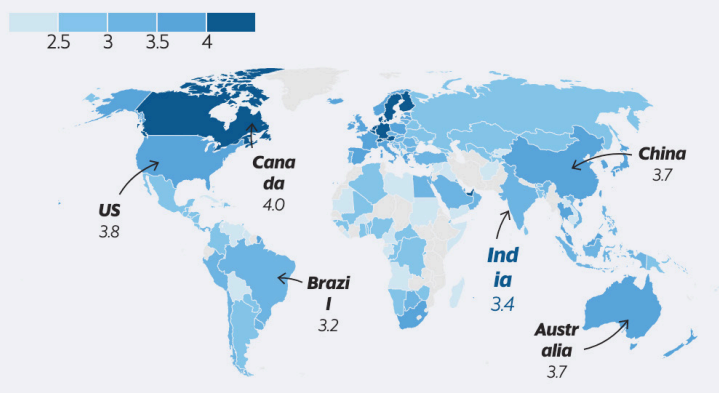 2.5 3 3.5 4
Cana
da
4.0
China
3.7
US
3.8
Ind
ia
3.4
Brazi
l
3.2
Austr
alia
3.7